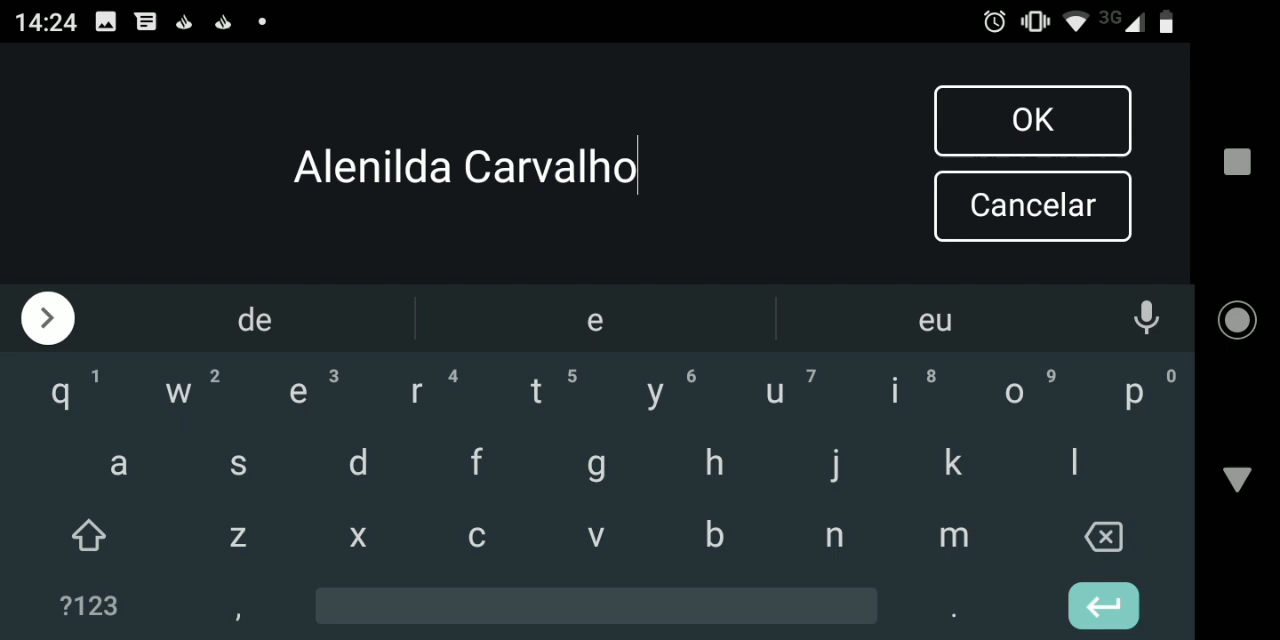 14:24
3G
Alenilda Carvalho
OK
Cancelar
de e eu
q 1 w 2 e 3 r 4 t 5 y 6 u 7 i 8 o 9 p 0
a s d f g h j k l
z x c v b n m
?123 , .